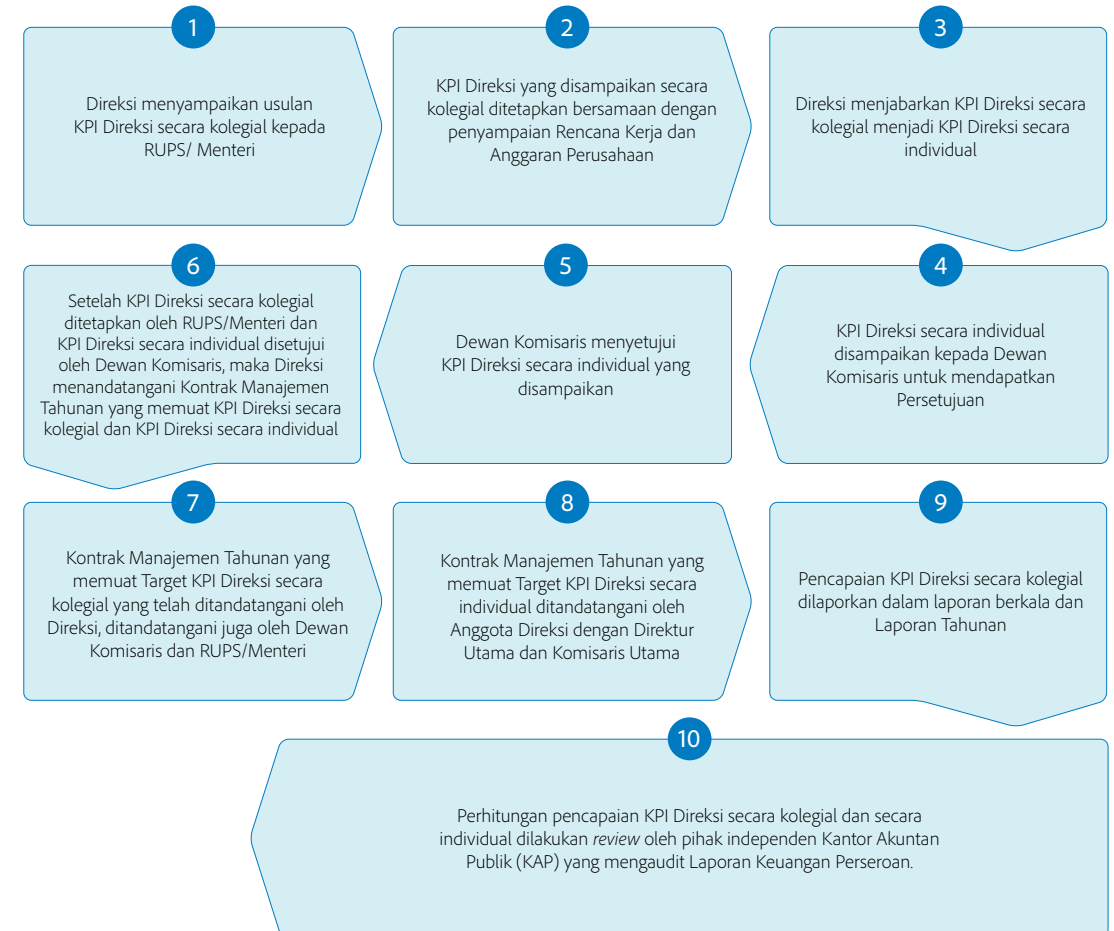 1
Direksi menyampaikan usulan
KPI Direksi secara kolegial kepada
RUPS/ Menteri
2
KPI Direksi yang disampaikan secara
kolegial ditetapkan bersamaan dengan
penyampaian Rencana Kerja dan
Anggaran Perusahaan
3
Direksi menjabarkan KPI Direksi secara
kolegial menjadi KPI Direksi secara
individual
4
KPI Direksi secara individual
disampaikan kepada Dewan
Komisaris untuk mendapatkan
Persetujuan
5
Dewan Komisaris menyetujui
KPI Direksi secara individual yang
disampaikan
6
Setelah KPI Direksi secara kolegial
ditetapkan oleh RUPS/Menteri dan
KPI Direksi secara individual disetujui
oleh Dewan Komisaris, maka Direksi
menandatangani Kontrak Manajemen
Tahunan yang memuat KPI Direksi secara
kolegial dan KPI Direksi secara individual
7
Kontrak Manajemen Tahunan yang
memuat Target KPI Direksi secara
kolegial yang telah ditandatangani oleh
Direksi, ditandatangani juga oleh Dewan
Komisaris dan RUPS/Menteri
8
Kontrak Manajemen Tahunan yang
memuat Target KPI Direksi secara
individual ditandatangani oleh
Anggota Direksi dengan Direktur
Utama dan Komisaris Utama
9
Pencapaian KPI Direksi secara kolegial
dilaporkan dalam laporan berkala dan
Laporan Tahunan
10
Perhitungan pencapaian KPI Direksi secara kolegial dan secara
individual dilakukan review oleh pihak independen Kantor Akuntan
Publik (KAP) yang mengaudit Laporan Keuangan Perseroan.